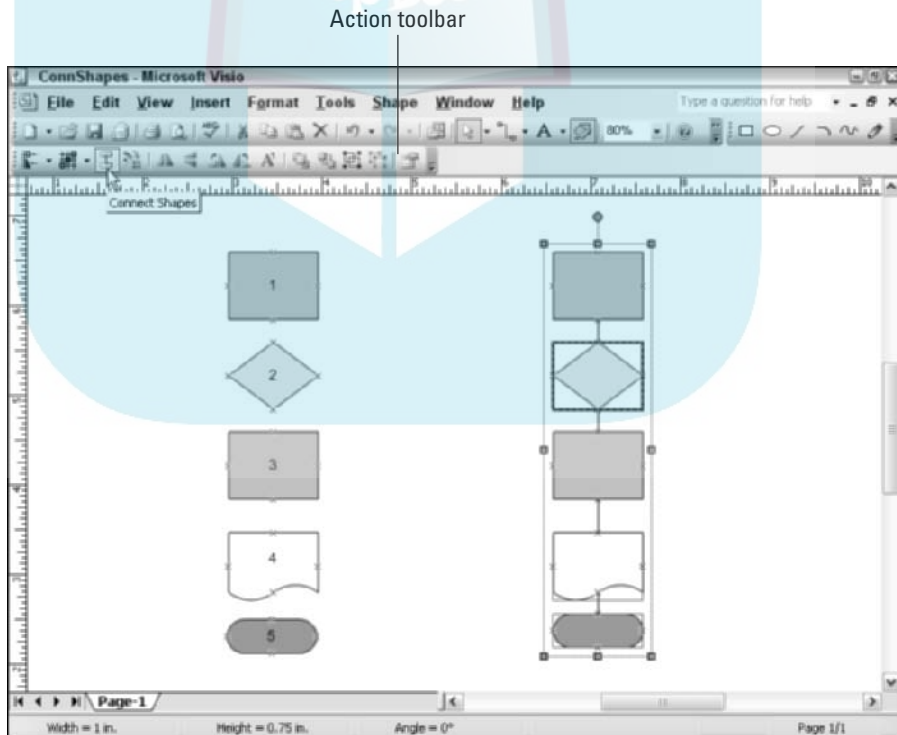 Action toolbar
ConnShapes - Microsoft Visio
File Edit View Insert Format Tools Shape Window Help
Type a question for help
A 80%
Connect Shapes
1
2
3
4
5
Page-1
Width = 1 in. Height = 0.75 in. Angle = 0° Page 1/1